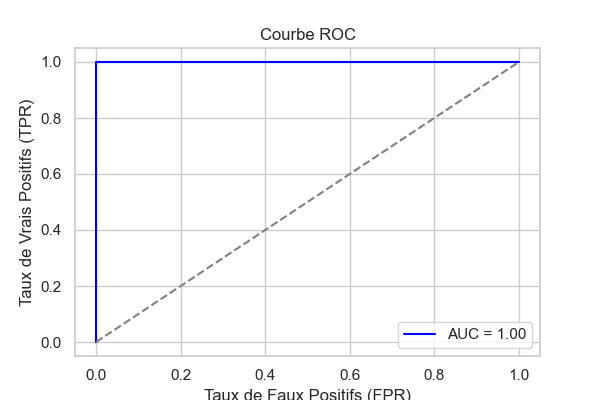 Courbe ROC
1.0
0.8
0.6
0.4
0.2
0.0
Taux de Vrais Positifs (TPR)
AUC = 1.00
0.0 0.2 0.4 0.6 0.8 1.0
Taux de Faux Positifs (FPR)